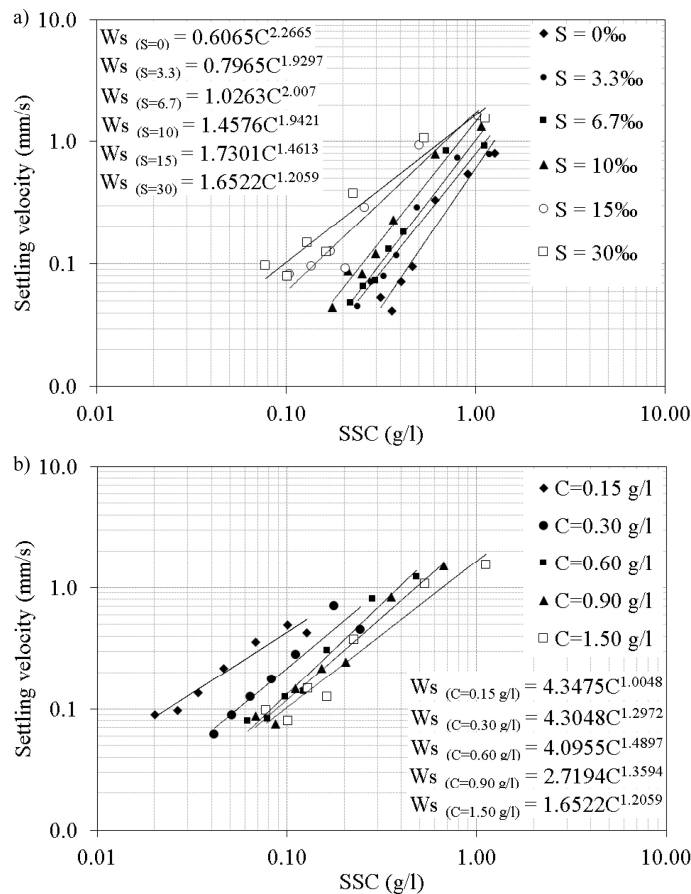 a)
10.0
1.0
0.1
0.0
Settling velocity (mm/s)
Ws (S=0) = 0.6065C^2.2665
Ws (S=3.3) = 0.7965C^1.9297
Ws (S=6.7) = 1.0263C^2.007
Ws (S=10) = 1.4576C^1.9421
Ws (S=15) = 1.7301C^1.4613
Ws (S=30) = 1.6522C^1.2059
S = 0‰
S = 3.3‰
S = 6.7‰
S = 10‰
S = 15‰
S = 30‰
0.01 0.10 1.00 10.00
SSC (g/l)
b)
10.0
1.0
0.1
0.0
Settling velocity (mm/s)
C=0.15 g/l
C=0.30 g/l
C=0.60 g/l
C=0.90 g/l
C=1.50 g/l
Ws (C=0.15 g/l) = 4.3475C^1.0048
Ws (C=0.30 g/l) = 4.3048C^1.2972
Ws (C=0.60 g/l) = 4.0955C^1.4897
Ws (C=0.90 g/l) = 2.7194C^1.3594
Ws (C=1.50 g/l) = 1.6522C^1.2059
0.01 0.10 1.00 10.00
SSC (g/l)